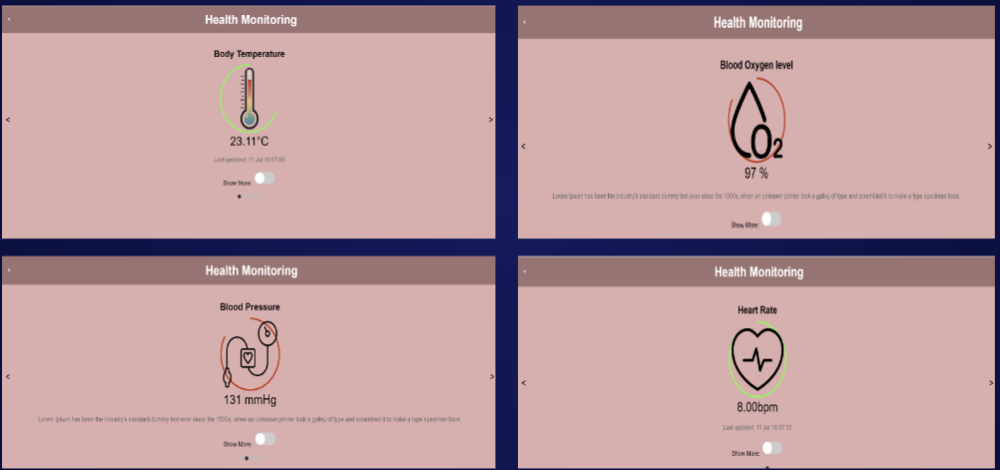 <
Health Monitoring
Body Temperature
<
>
23.11°C
Last updated: 11 Jul 16:57:55
Show More:
<
Health Monitoring
Blood Oxygen level
O2
<
>
97 %
Lorem Ipsum has been the industry's standard dummy text ever since the 1500s, when an unknown printer took a galley of type and scrambled it to make a type specimen book.
Show More:
<
Health Monitoring
Blood Pressure
<
>
131 mmHg
Lorem Ipsum has been the industry's standard dummy text ever since the 1500s, when an unknown printer took a galley of type and scrambled it to make a type specimen book.
Show More:
<
Health Monitoring
Heart Rate
<
>
8.00bpm
Last updated: 11 Jul 16:57:55
Show More: